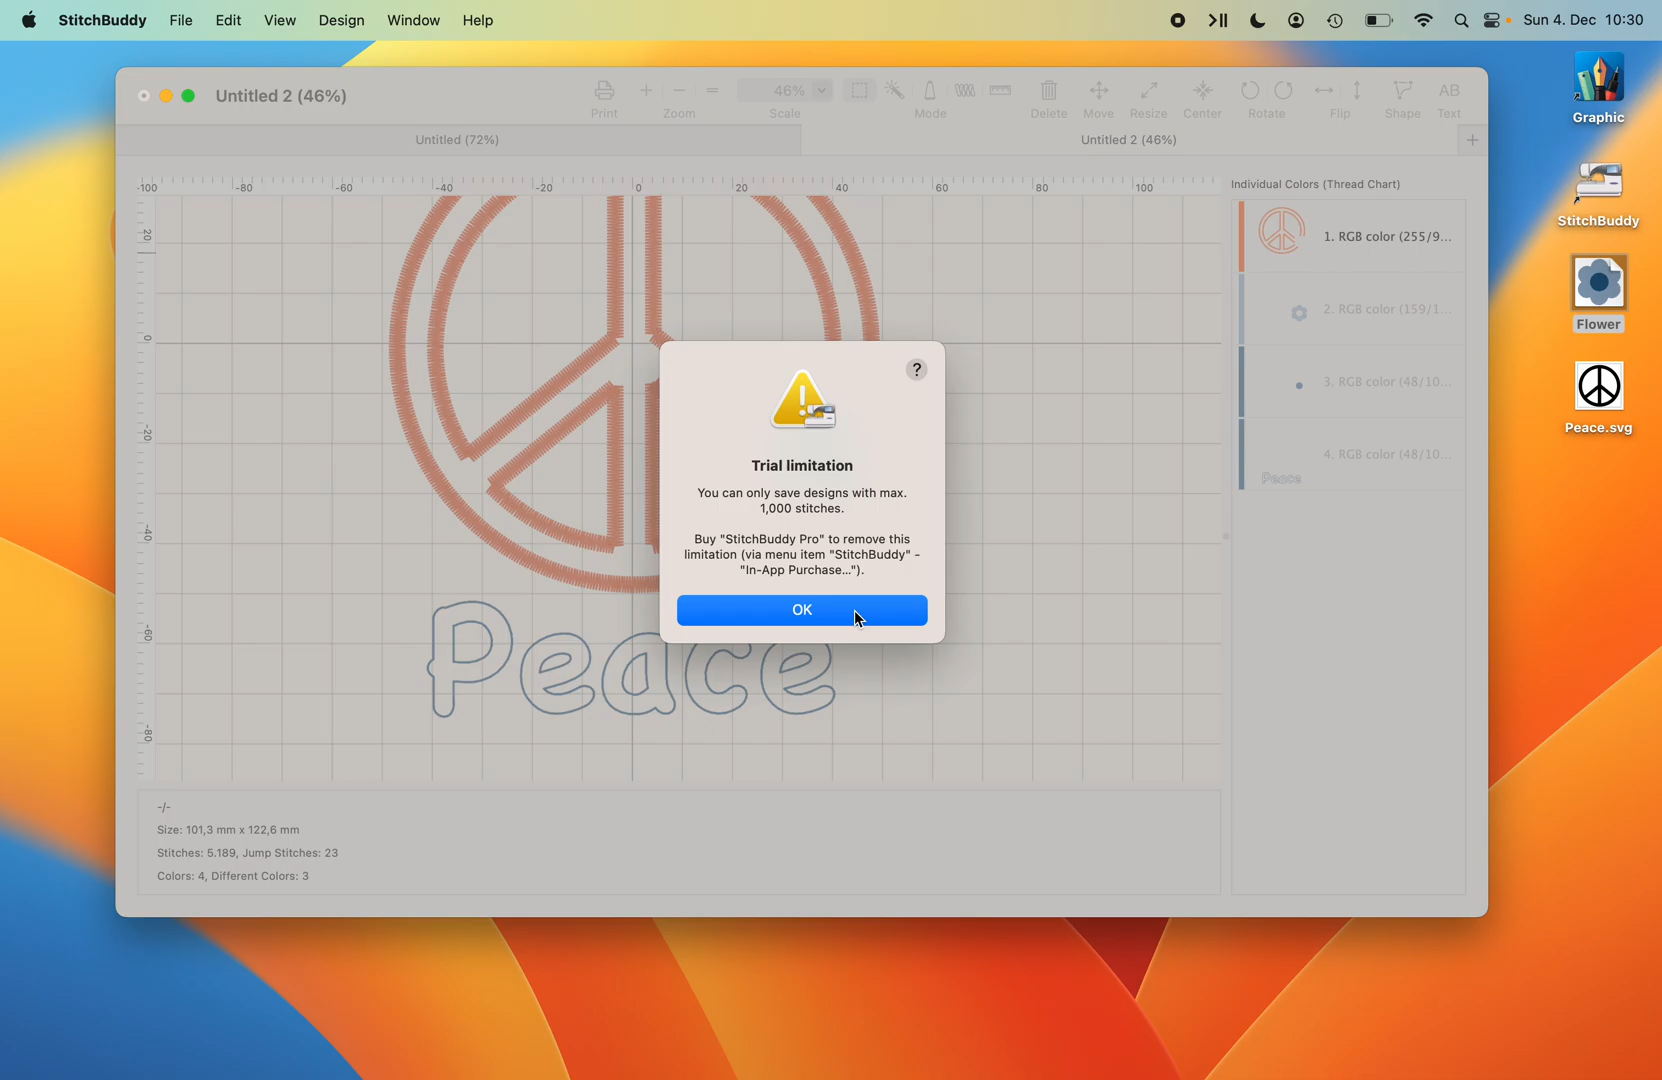 StitchBuddy File Edit View Design Window Help Sun 4. Dec 10:30
Untitled 2 (46%)
46%
Print Zoom Scale Mode Delete Move Resize Center Rotate Flip Shape Text
AB
Untitled (72%) Untitled 2 (46%)
-100 -80 -60 -40 -20 0 20 40 60 80 100
20
0
-20
-40
-60
-80
Individual Colors (Thread Chart)
1. RGB color (255/9...
2. RGB color (159/1...
3. RGB color (48/10...
4. RGB color (48/10...
Peace
?
Trial limitation
You can only save designs with max.
1,000 stitches.
Buy "StitchBuddy Pro" to remove this
limitation (via menu item "StitchBuddy" -
"In-App Purchase...").
OK
Peace
-/-
Size: 101,3 mm x 122,6 mm
Stitches: 5.189, Jump Stitches: 23
Colors: 4, Different Colors: 3
Graphic
StitchBuddy
Flower
Peace.svg